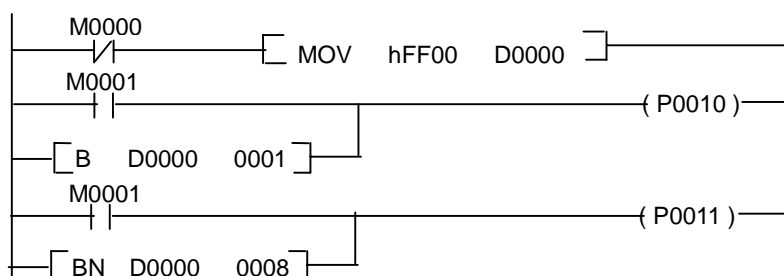 M0000
MOV hFF00 D0000
M0001
( P0010 )
B D0000 0001
M0001
( P0011 )
BN D0000 0008